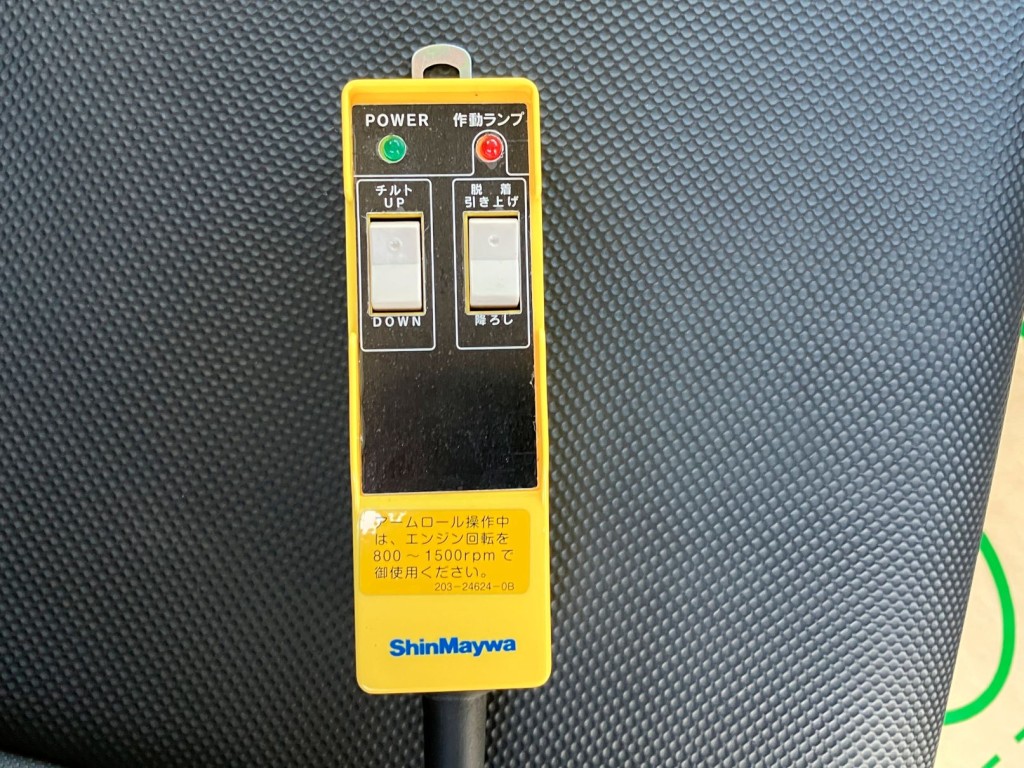 POWER 作動ランプ
チルト
UP
DOWN
脱 着
引き上げ
降ろし
アームロール操作中
は、エンジン回転を
800～1500rpmで
御使用ください。
203-24624-0B
ShinMaywa